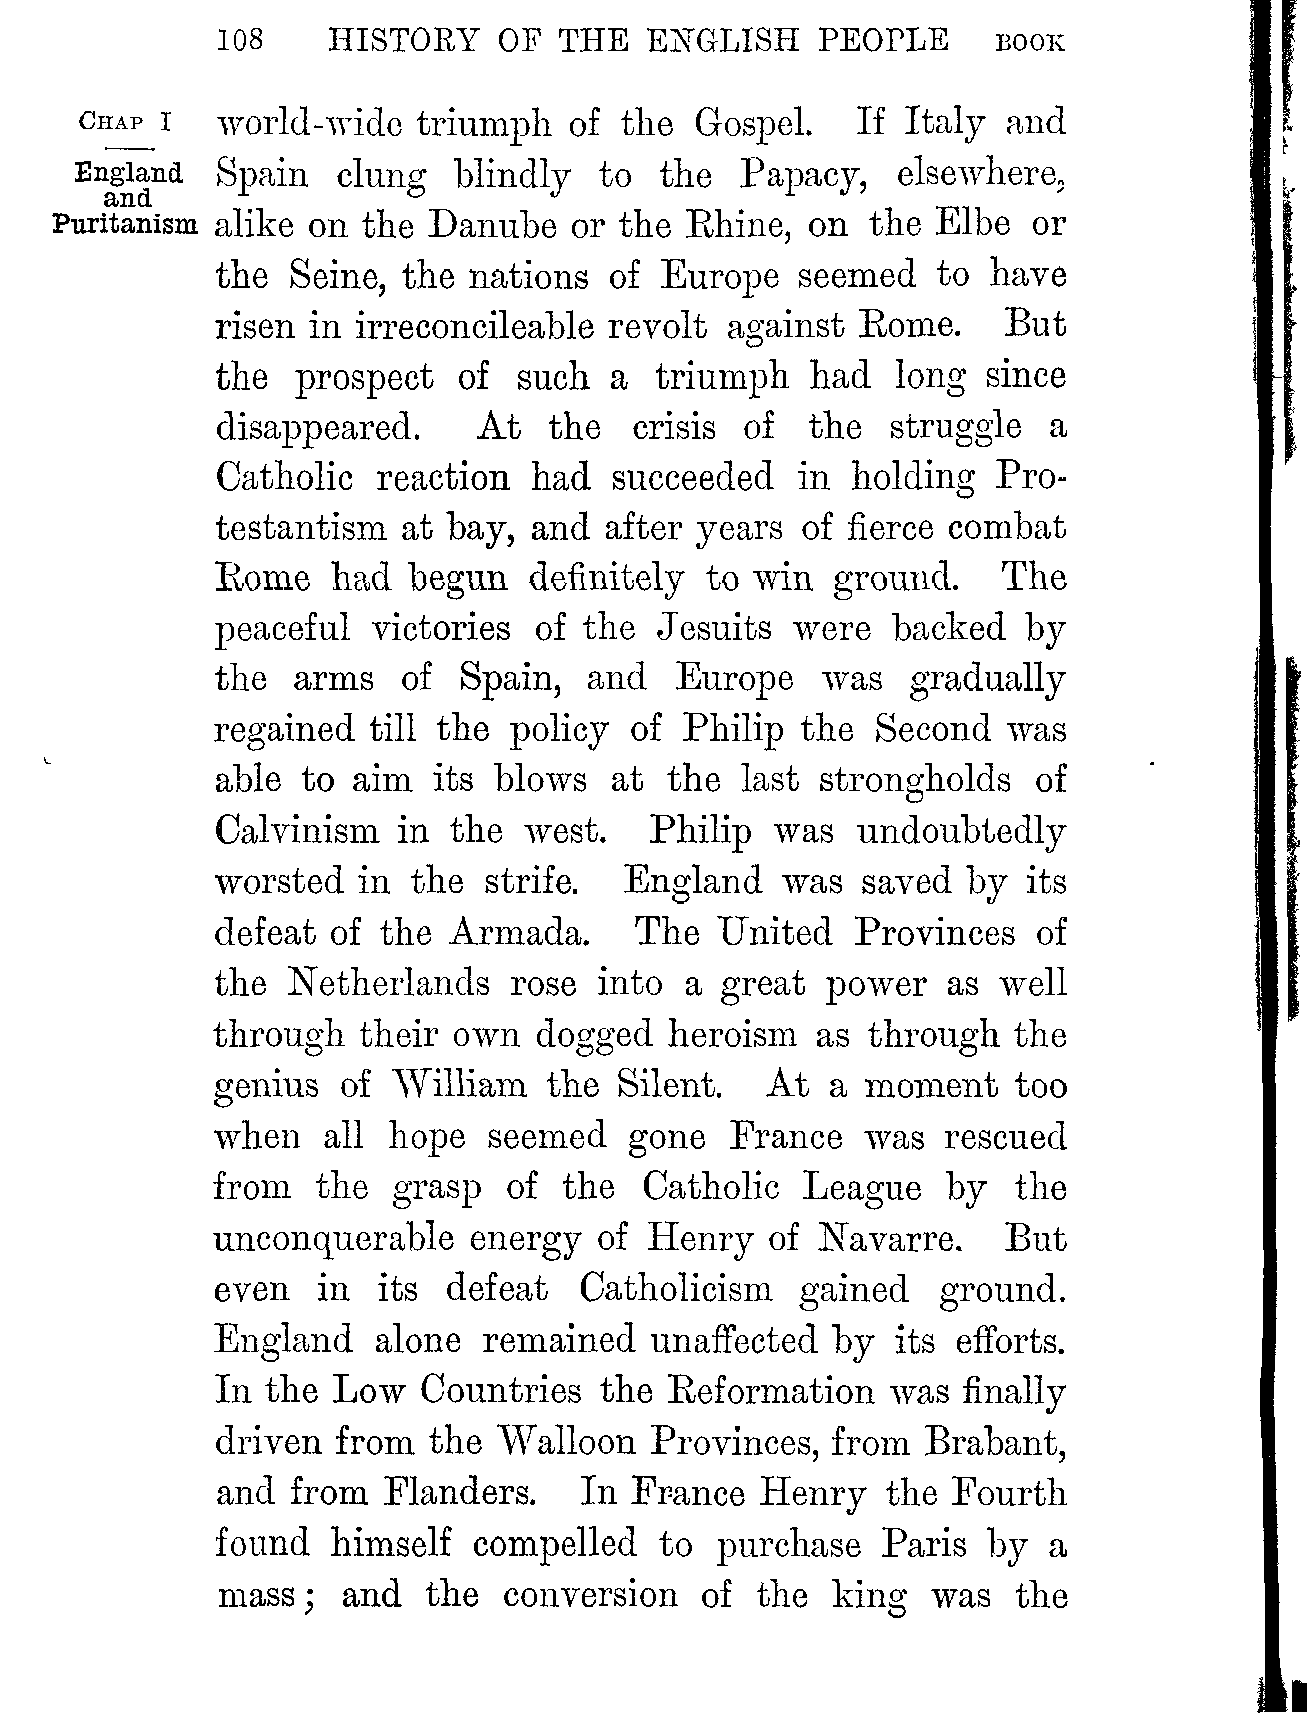 108 HISTORY OF THE ENGLISH PEOPLE BOOK
CHAP I
England
and
Puritanism
world-wide triumph of the Gospel. If Italy and
Spain clung blindly to the Papacy, elsewhere,
alike on the Danube or the Rhine, on the Elbe or
the Seine, the nations of Europe seemed to have
risen in irreconcileable revolt against Rome. But
the prospect of such a triumph had long since
disappeared. At the crisis of the struggle a
Catholic reaction had succeeded in holding Pro-
testantism at bay, and after years of fierce combat
Rome had begun definitely to win ground. The
peaceful victories of the Jesuits were backed by
the arms of Spain, and Europe was gradually
regained till the policy of Philip the Second was
able to aim its blows at the last strongholds of
Calvinism in the west. Philip was undoubtedly
worsted in the strife. England was saved by its
defeat of the Armada. The United Provinces of
the Netherlands rose into a great power as well
through their own dogged heroism as through the
genius of William the Silent. At a moment too
when all hope seemed gone France was rescued
from the grasp of the Catholic League by the
unconquerable energy of Henry of Navarre. But
even in its defeat Catholicism gained ground.
England alone remained unaffected by its efforts.
In the Low Countries the Reformation was finally
driven from the Walloon Provinces, from Brabant,
and from Flanders. In France Henry the Fourth
found himself compelled to purchase Paris by a
mass; and the conversion of the king was the